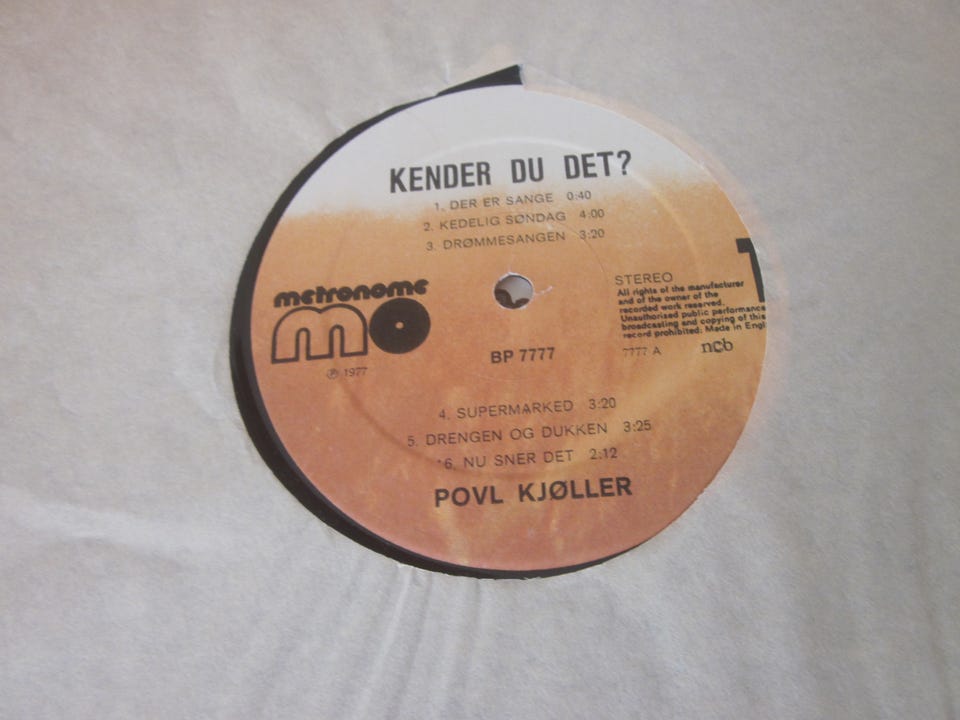 KENDER DU DET?
1. DER ER SANGE 0:40
2. KEDELIG SØNDAG 4:00
3. DRØMMESANGEN 3:20
metronome
mo
℗ 1977
BP 7777
STEREO
1
All rights of the manufacturer
and of the owner of the
recorded work reserved.
Unauthorised public performance
broadcasting and copying of this
record prohibited: Made in Engl
7777 A
ncb
4. SUPERMARKED 3:20
5. DRENGEN OG DUKKEN 3:25
6. NU SNER DET 2:12
POVL KJØLLER